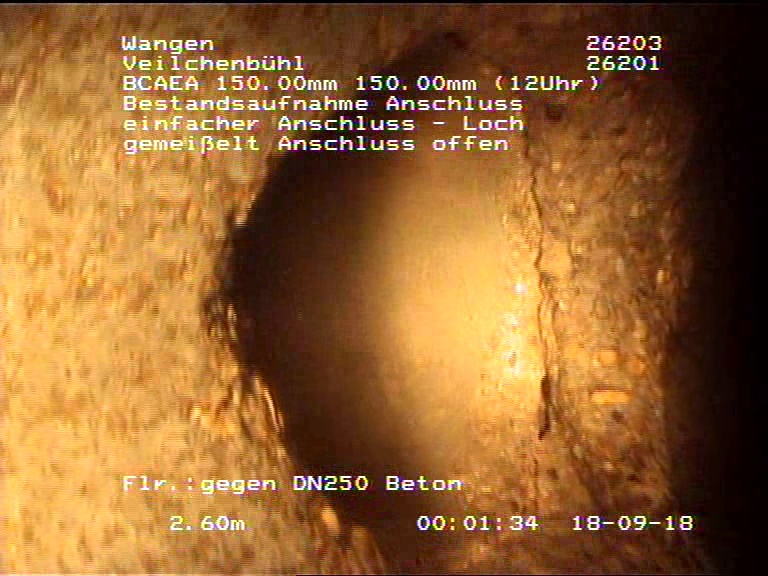 Wangen 26203
Veilchenbühl 26201
BCAEA 150.00mm 150.00mm (12Uhr)
Bestandsaufnahme Anschluss
einfacher Anschluss - Loch
gemeißelt Anschluss offen
Flr.:gegen DN250 Beton
2.60m 00:01:34 18-09-18